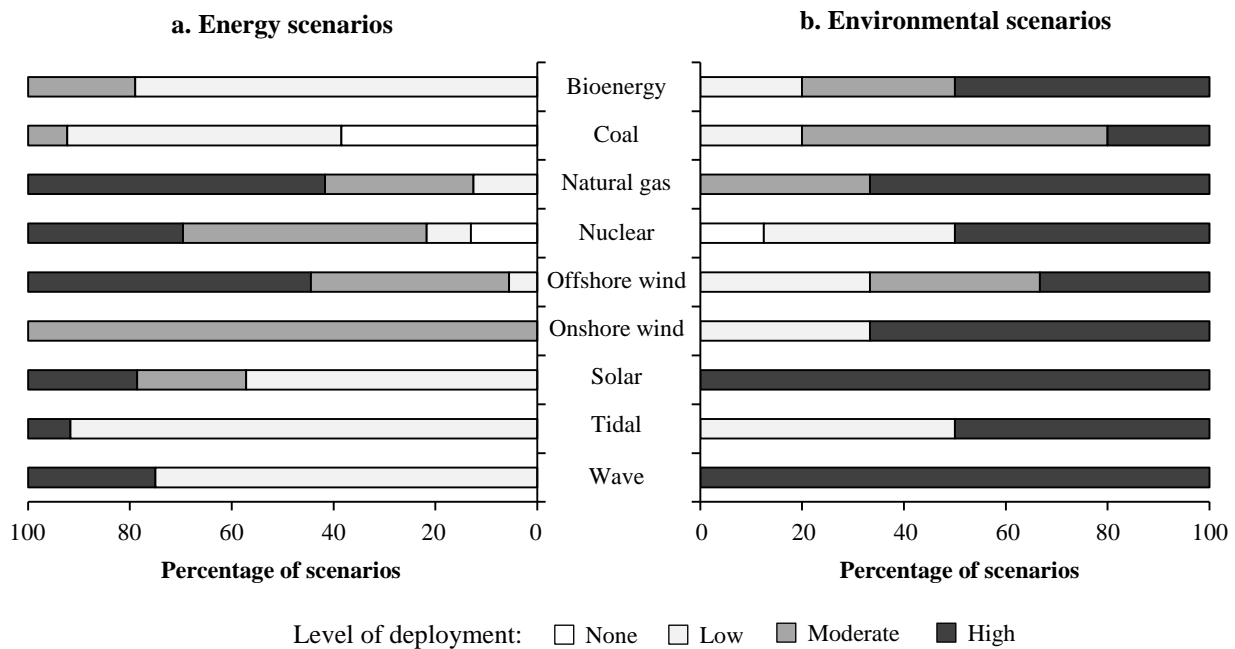 a. Energy scenarios
b. Environmental scenarios
Bioenergy
Coal
Natural gas
Nuclear
Offshore wind
Onshore wind
Solar
Tidal
Wave
100 80 60 40 20 0
0 20 40 60 80 100
Percentage of scenarios
Percentage of scenarios
Level of deployment: None Low Moderate High